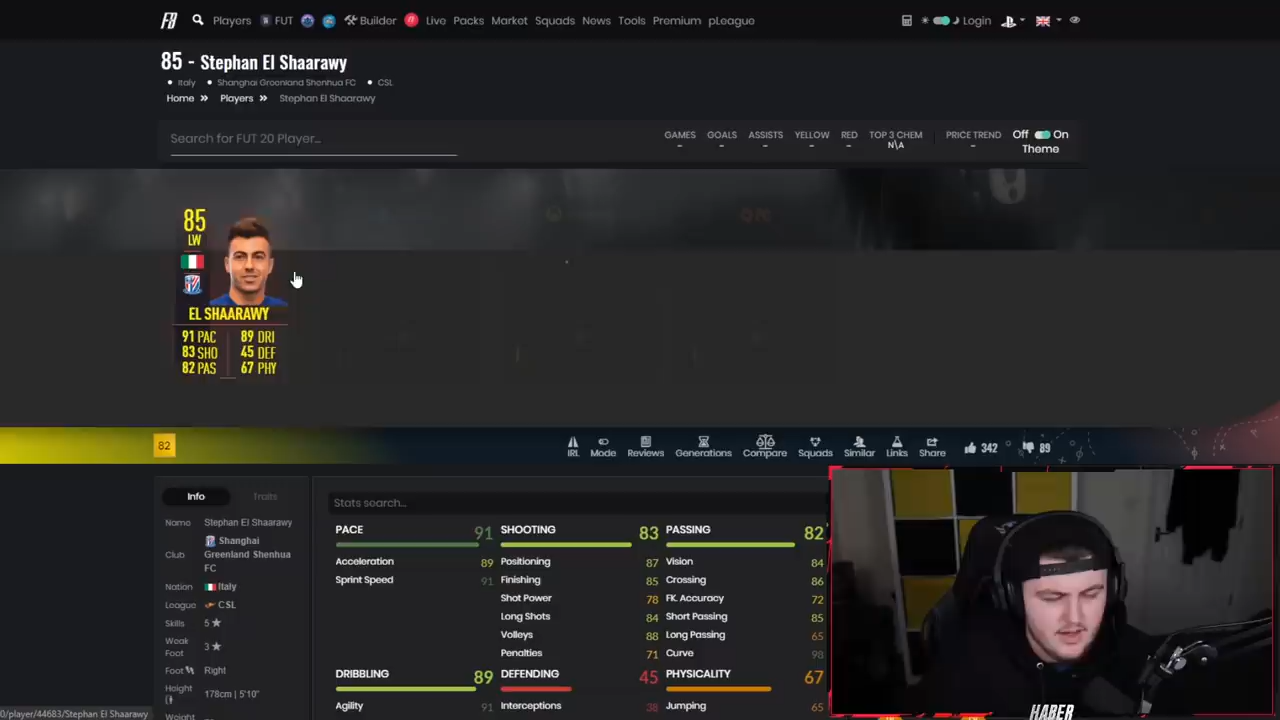 F8 Players FUT Builder Live Packs Market Squads News Tools Premium pLeague Login
85 - Stephan El Shaarawy
Italy Shanghai Greenland Shenhua FC CSL
Home » Players » Stephan El Shaarawy
Search for FUT 20 Player...
GAMES GOALS ASSISTS YELLOW RED TOP 3 CHEM PRICE TREND Off On
- - - - - N\A - Theme
85
LW
EL SHAARAWY
91 PAC 89 DRI
83 SHO 45 DEF
82 PAS 67 PHY
82 IRL Mode Reviews Generations Compare Squads Similar Links Share 342 89
Info Traits
Name Stephan El Shaarawy
Club Shanghai Greenland Shenhua FC
Nation Italy
League CSL
Skills 5 ★
Weak Foot 3 ★
Foot Right
Height 178cm | 5'10"
Weight
Stats search...
PACE 91 SHOOTING 83 PASSING 82
Acceleration 89 Positioning 87 Vision 84
Sprint Speed 91 Finishing 85 Crossing 86
Shot Power 78 FK. Accuracy 72
Long Shots 84 Short Passing 85
Volleys 88 Long Passing 65
Penalties 71 Curve 98
DRIBBLING 89 DEFENDING 45 PHYSICALITY 67
Agility 91 Interceptions 38 Jumping 65
0/player/44683/Stephan El Shaarawy
HABER